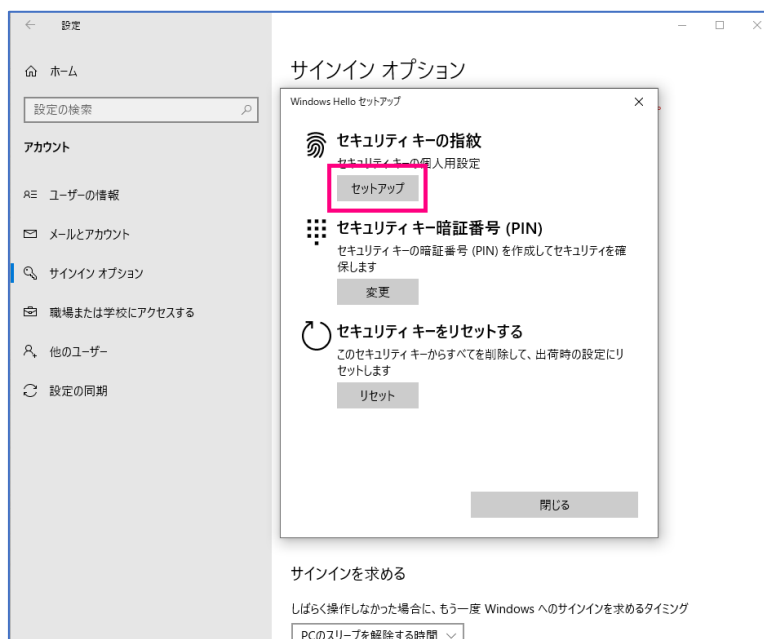 設定
ホーム
設定の検索
アカウント
ユーザーの情報
メールとアカウント
サインイン オプション
職場または学校にアクセスする
他のユーザー
設定の同期
サインイン オプション
Windows Hello セットアップ
セキュリティ キーの指紋
セキュリティ キーの個人用設定
セットアップ
セキュリティ キー暗証番号 (PIN)
セキュリティ キーの暗証番号 (PIN) を作成してセキュリティを確
保します
変更
セキュリティ キーをリセットする
このセキュリティ キーからすべてを削除して、出荷時の設定にリ
セットします
リセット
閉じる
サインインを求める
しばらく操作しなかった場合に、もう一度 Windows へのサインインを求めるタイミング
PCのスリープを解除する時間